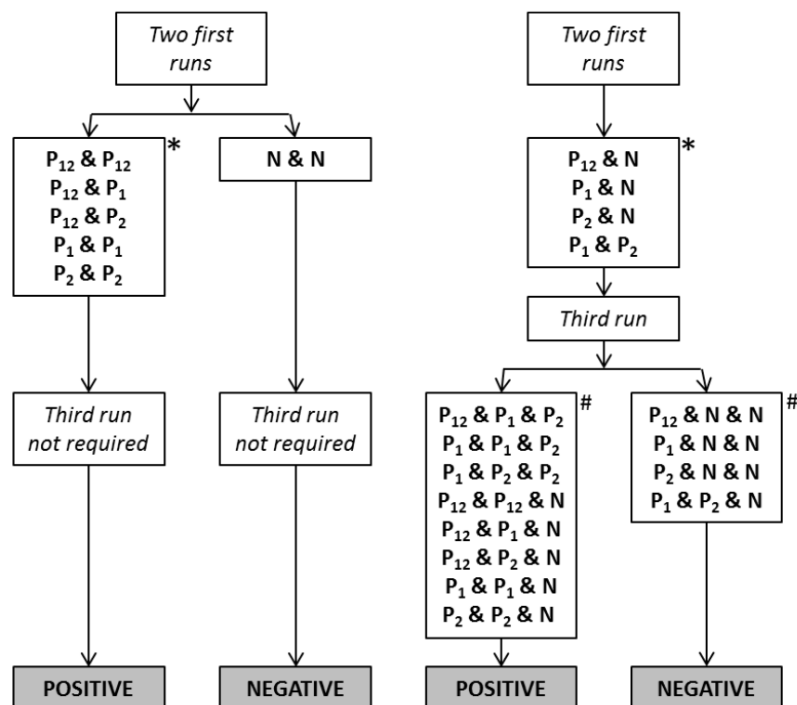 Two first
runs
P₁₂ & P₁₂
P₁₂ & P₁
P₁₂ & P₂
P₁ & P₁
P₂ & P₂
*
N & N
Third run
not required
Third run
not required
POSITIVE
NEGATIVE
Two first
runs
P₁₂ & N
P₁ & N
P₂ & N
P₁ & P₂
*
Third run
P₁₂ & P₁ & P₂
P₁ & P₁ & P₂
P₁ & P₂ & P₂
P₁₂ & P₁₂ & N
P₁₂ & P₁ & N
P₁₂ & P₂ & N
P₁ & P₁ & N
P₂ & P₂ & N
#
P₁₂ & N & N
P₁ & N & N
P₂ & N & N
P₁ & P₂ & N
#
POSITIVE
NEGATIVE